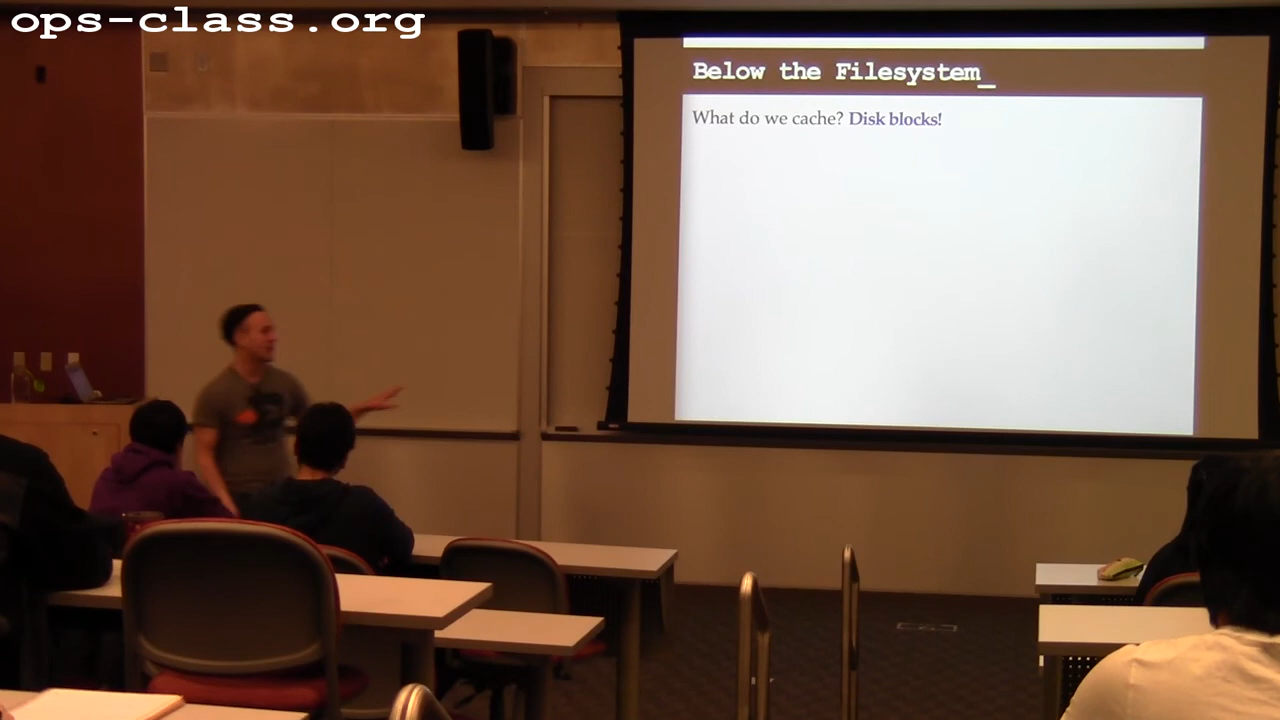 ops-class.org
Below the Filesystem_
What do we cache? Disk blocks!